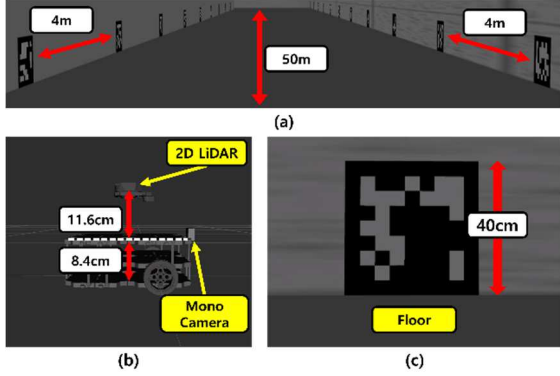 4m
4m
50m
(a)
2D LiDAR
11.6cm
8.4cm
Mono
Camera
(b)
40cm
Floor
(c)